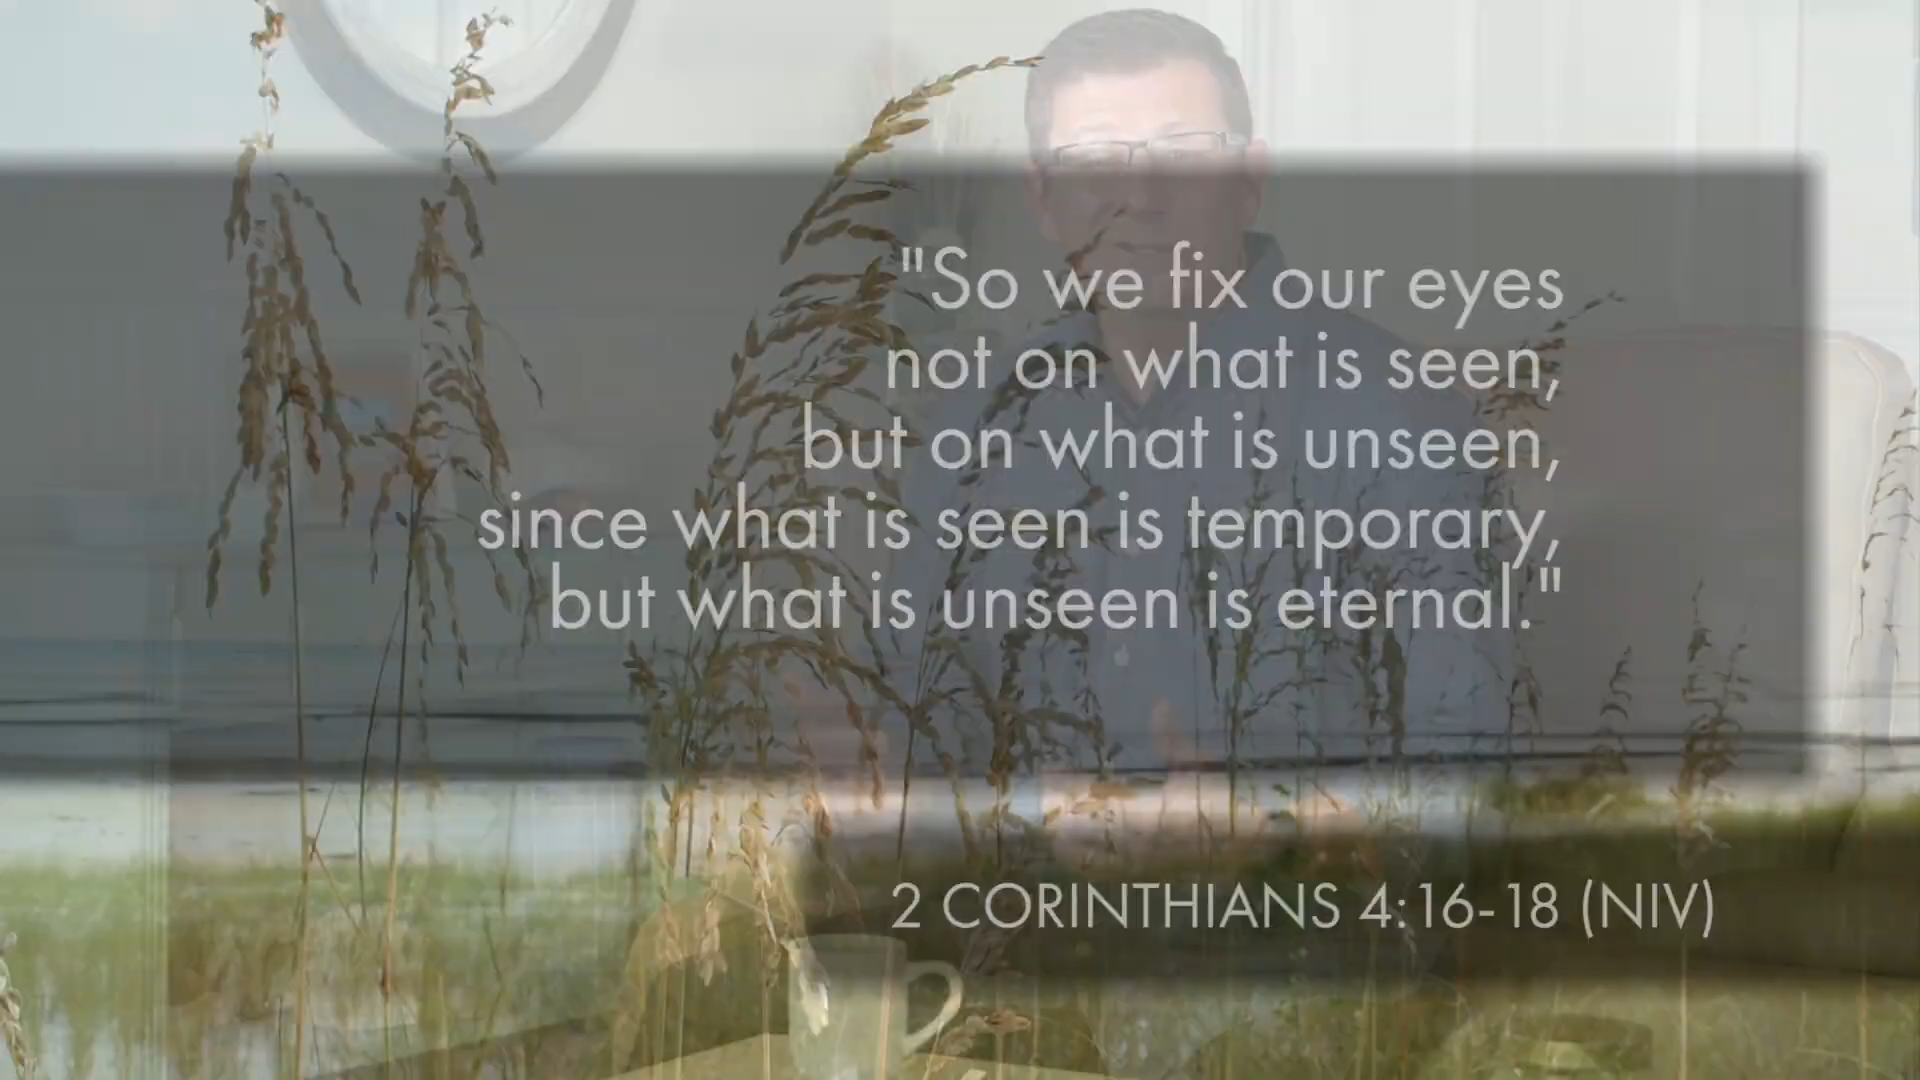 "So we fix our eyes
not on what is seen,
but on what is unseen,
since what is seen is temporary,
but what is unseen is eternal."
2 CORINTHIANS 4:16-18 (NIV)